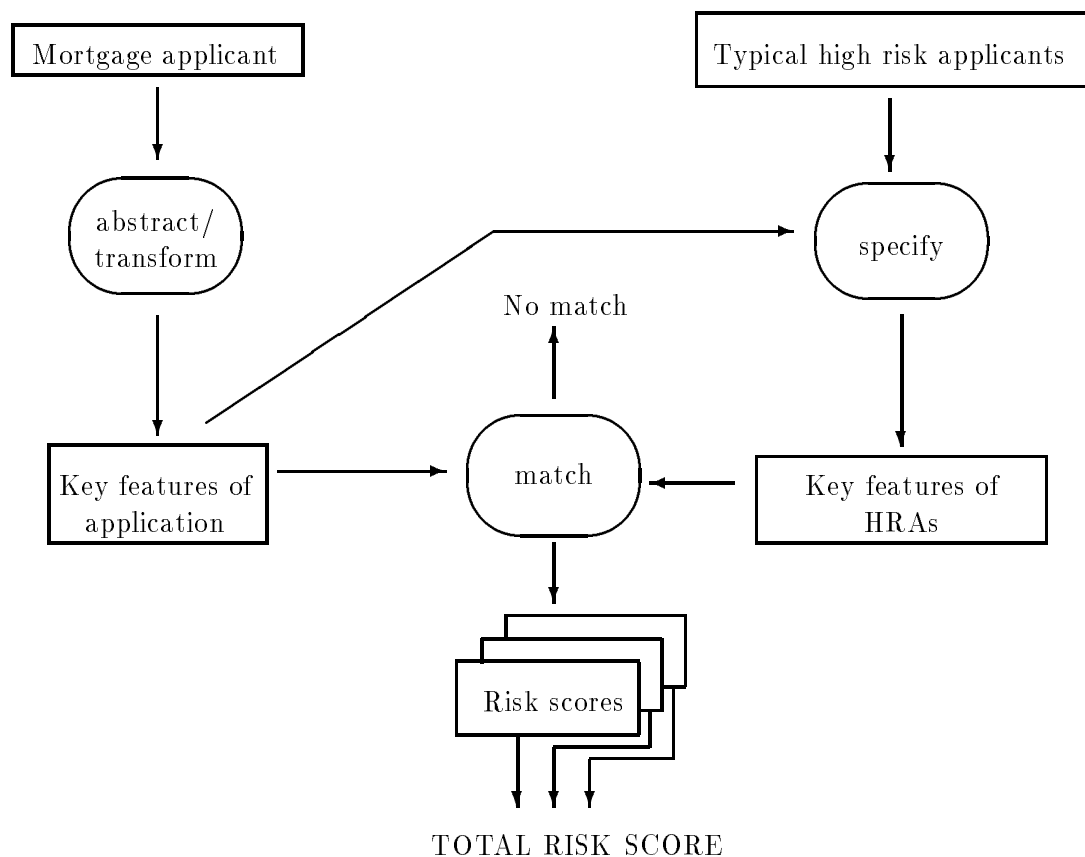 Mortgage applicant
Typical high risk applicants
abstract/
transform
specify
No match
Key features of
application
match
Key features of
HRAs
Risk scores
TOTAL RISK SCORE